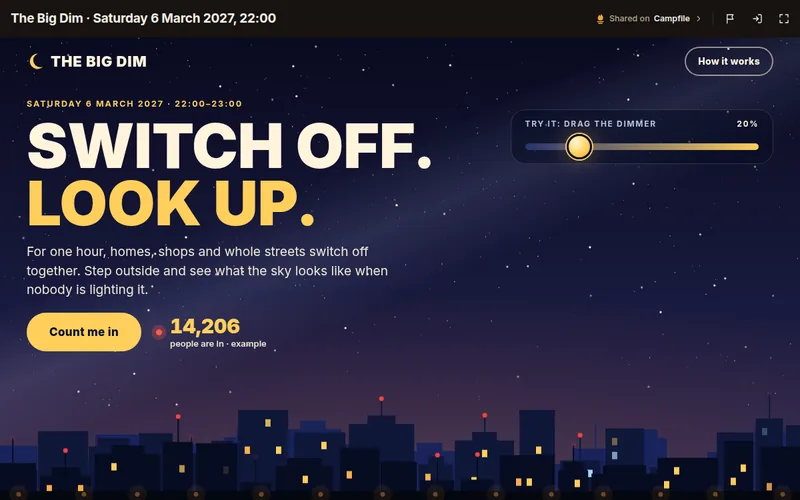 The Big Dim · Saturday 6 March 2027, 22:00
Shared on Campfile
THE BIG DIM
How it works
SATURDAY 6 MARCH 2027 · 22:00–23:00
SWITCH OFF.
LOOK UP.
TRY IT: DRAG THE DIMMER 20%
For one hour, homes, shops and whole streets switch off
together. Step outside and see what the sky looks like when
nobody is lighting it.
Count me in
14,206
people are in · example